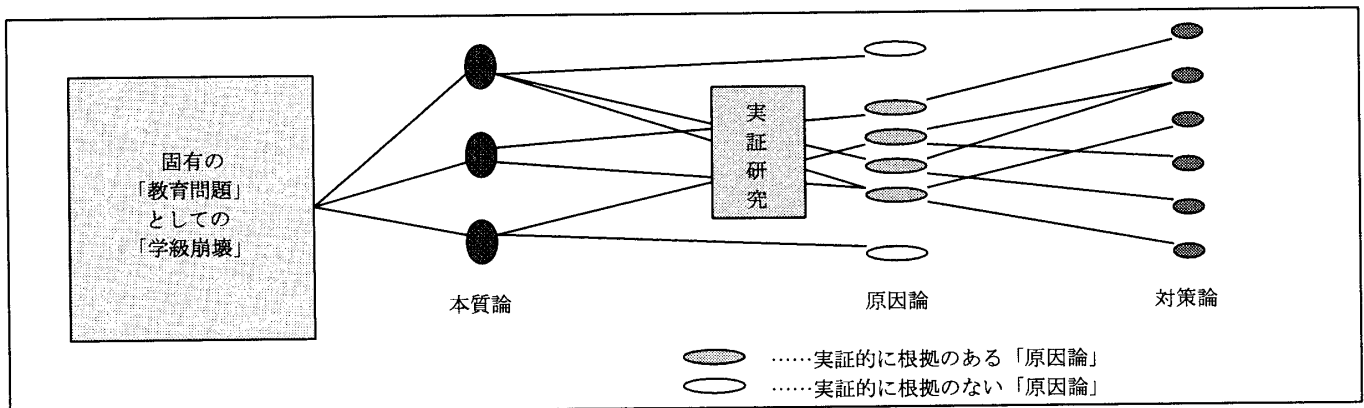 固有の
「教育問題」
としての
「学級崩壊」
実
証
研
究
本質論
原因論
対策論
……実証的に根拠のある「原因論」
……実証的に根拠のない「原因論」